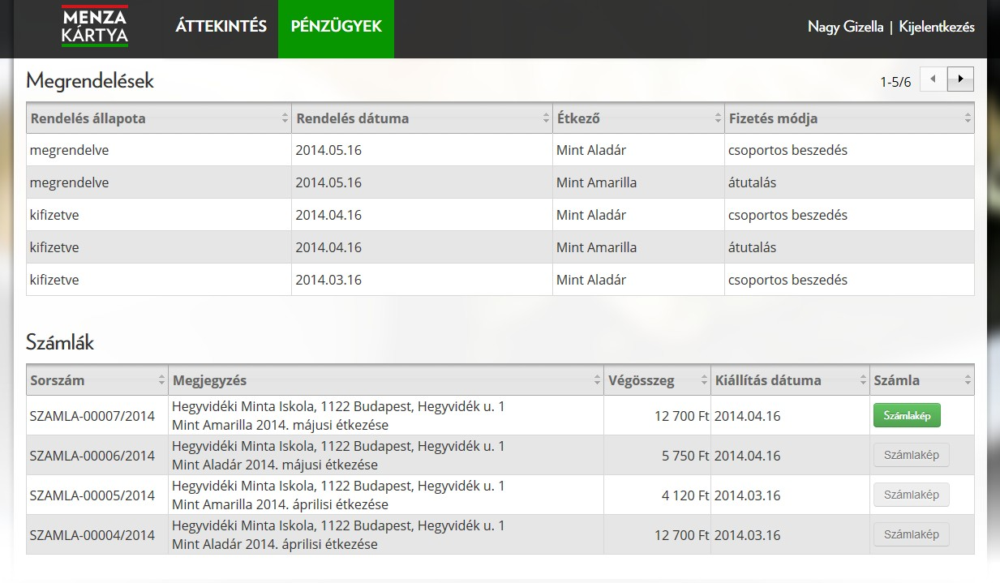 MENZA
KÁRTYA
ÁTTEKINTÉS PÉNZÜGYEK Nagy Gizella | Kijelentkezés
Megrendelések 1-5/6
Rendelés állapota Rendelés dátuma Étkező Fizetés módja
megrendelve 2014.05.16 Mint Aladár csoportos beszedés
megrendelve 2014.05.16 Mint Amarilla átutalás
kifizetve 2014.04.16 Mint Aladár csoportos beszedés
kifizetve 2014.04.16 Mint Amarilla átutalás
kifizetve 2014.03.16 Mint Aladár csoportos beszedés
Számlák
Sorszám Megjegyzés Végösszeg Kiállítás dátuma Számla
Hegyvidéki Minta Iskola, 1122 Budapest, Hegyvidék u. 1
SZAMLA-00007/2014 12 700 Ft 2014.04.16 Számlakép
Mint Amarilla 2014. májusi étkezése
Hegyvidéki Minta Iskola, 1122 Budapest, Hegyvidék u. 1
SZAMLA-00006/2014 5 750 Ft 2014.04.16 Számlakép
Mint Aladár 2014. májusi étkezése
Hegyvidéki Minta Iskola, 1122 Budapest, Hegyvidék u. 1
SZAMLA-00005/2014 4 120 Ft 2014.03.16 Számlakép
Mint Amarilla 2014. áprilisi étkezése
Hegyvidéki Minta Iskola, 1122 Budapest, Hegyvidék u. 1
SZAMLA-00004/2014 12 700 Ft 2014.03.16 Számlakép
Mint Aladár 2014. áprilisi étkezése